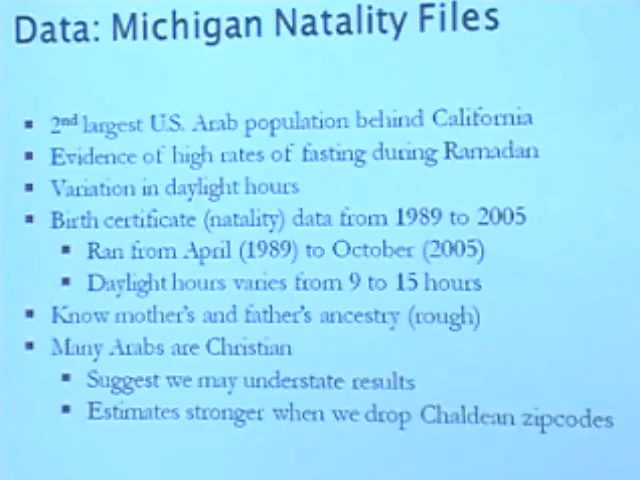 Data: Michigan Natality Files
▪ 2nd largest U.S. Arab population behind California
▪ Evidence of high rates of fasting during Ramadan
▪ Variation in daylight hours
▪ Birth certificate (natality) data from 1989 to 2005
▪ Ran from April (1989) to October (2005)
▪ Daylight hours varies from 9 to 15 hours
▪ Know mother's and father's ancestry (rough)
▪ Many Arabs are Christian
▪ Suggest we may understate results
▪ Estimates stronger when we drop Chaldean zipcodes